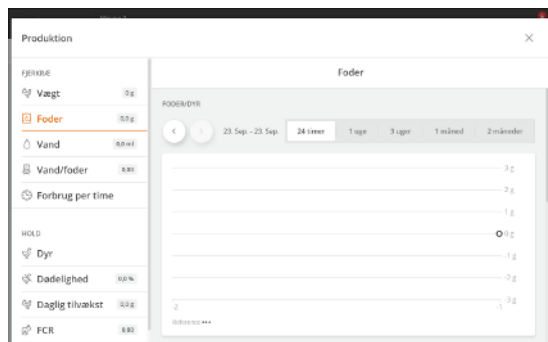 Produktion
FJERKRÆ
Vægt 0 g
Foder 0,0 g
Vand 0,0 ml
Vand/foder 0,00
Forbrug per time
HOLD
Dyr
Dødelighed 0,0 %
Daglig tilvækst 0,0 g
FCR 0,00
Foder
FODER/DYR
23. Sep. - 23. Sep. 24 timer 1 uge 3 uger 1 måned 2 måneder
3 g
2 g
1 g
0 g
-1 g
-2 g
-3 g
-2 -1
Reference